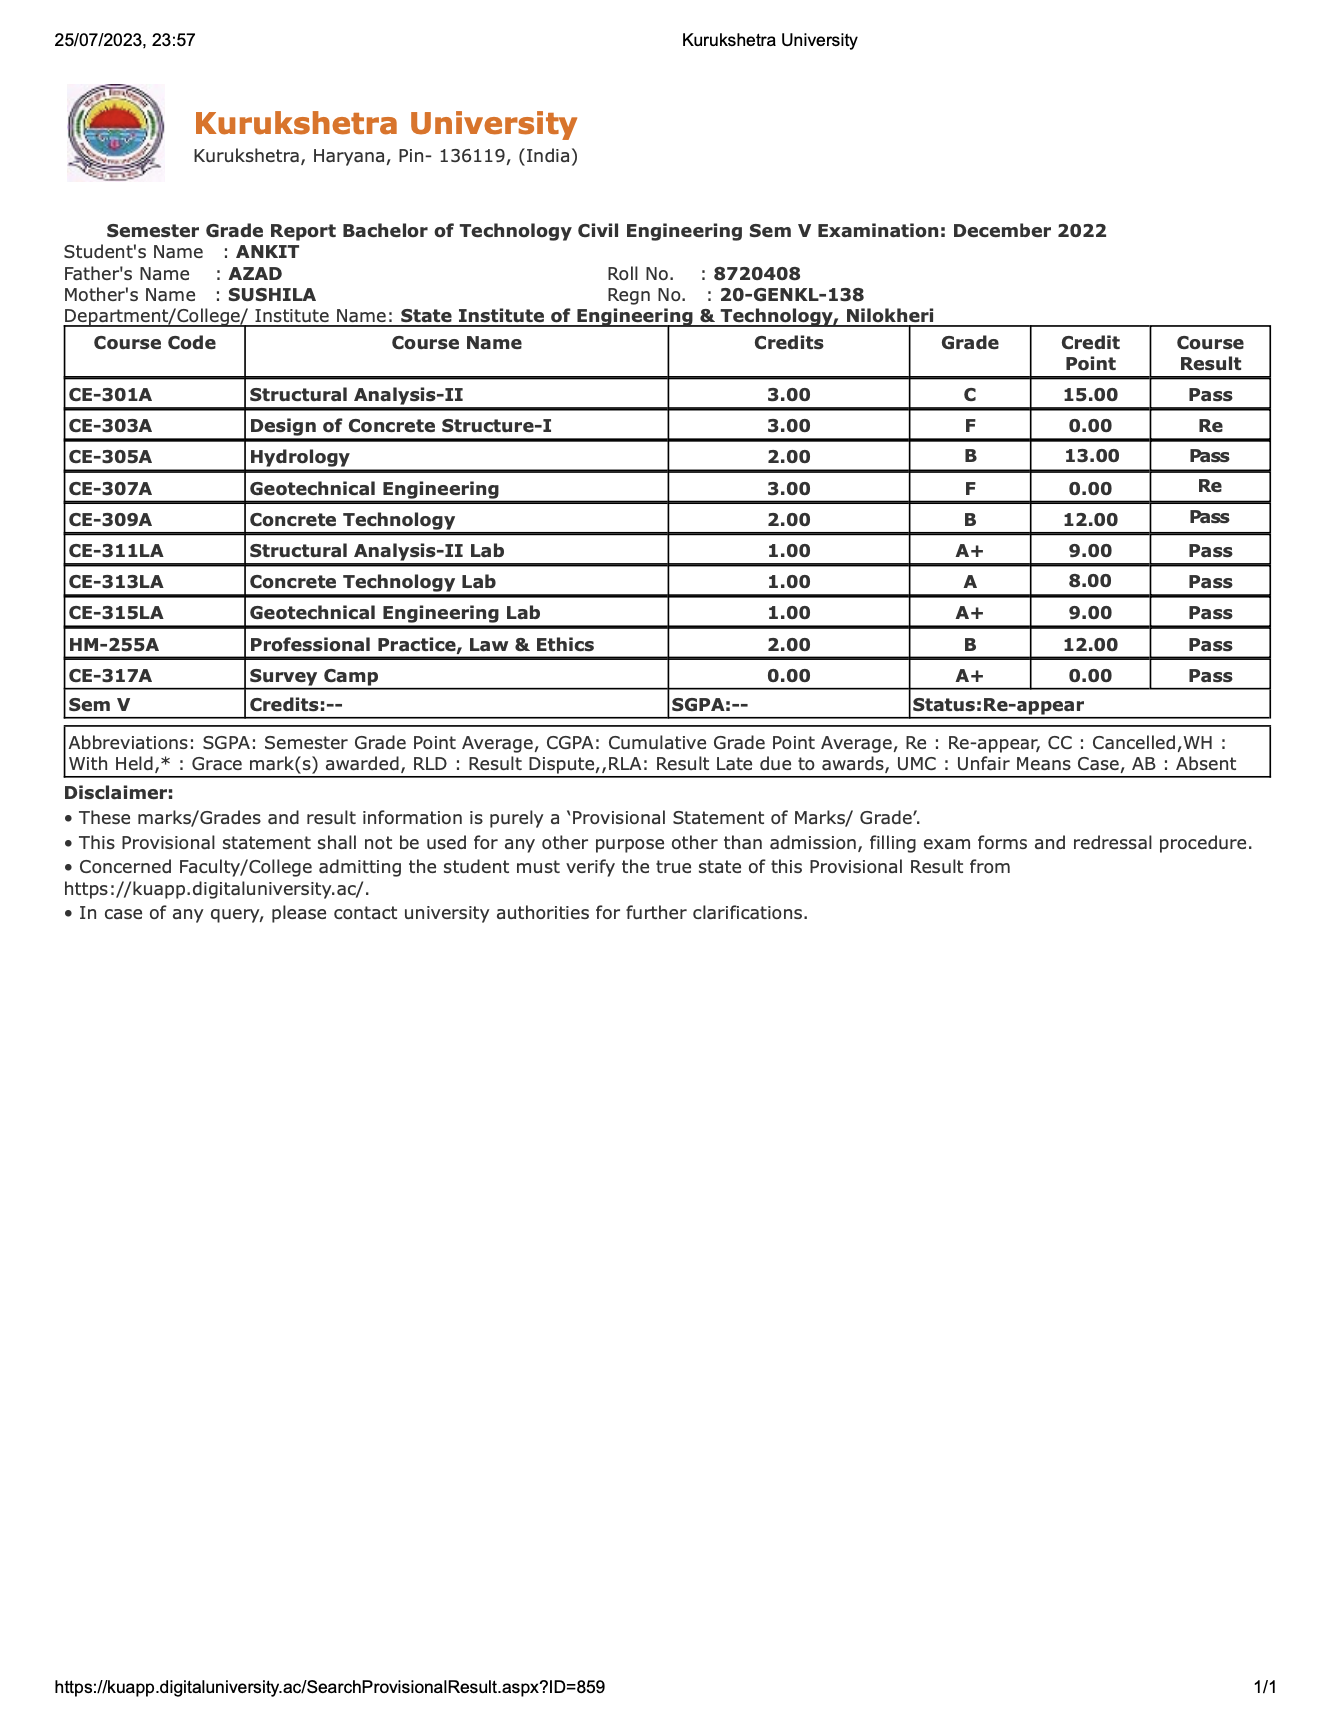 25/07/2023, 23:57 Kurukshetra University
Kurukshetra University
Kurukshetra, Haryana, Pin- 136119, (India)
Semester Grade Report Bachelor of Technology Civil Engineering Sem V Examination: December 2022
Student's Name : ANKIT
Father's Name : AZAD Roll No. : 8720408
Mother's Name : SUSHILA Regn No. : 20-GENKL-138
Department/College/ Institute Name: State Institute of Engineering & Technology, Nilokheri
Course Code Course Name Credits Grade Credit Point Course Result
CE-301A Structural Analysis-II 3.00 C 15.00 Pass
CE-303A Design of Concrete Structure-I 3.00 F 0.00 Re
CE-305A Hydrology 2.00 B 13.00 Pass
CE-307A Geotechnical Engineering 3.00 F 0.00 Re
CE-309A Concrete Technology 2.00 B 12.00 Pass
CE-311LA Structural Analysis-II Lab 1.00 A+ 9.00 Pass
CE-313LA Concrete Technology Lab 1.00 A 8.00 Pass
CE-315LA Geotechnical Engineering Lab 1.00 A+ 9.00 Pass
HM-255A Professional Practice, Law & Ethics 2.00 B 12.00 Pass
CE-317A Survey Camp 0.00 A+ 0.00 Pass
Sem V Credits:-- SGPA:-- Status:Re-appear
Abbreviations: SGPA: Semester Grade Point Average, CGPA: Cumulative Grade Point Average, Re : Re-appear, CC : Cancelled,WH :
With Held,* : Grace mark(s) awarded, RLD : Result Dispute,,RLA: Result Late due to awards, UMC : Unfair Means Case, AB : Absent
Disclaimer:
• These marks/Grades and result information is purely a ‘Provisional Statement of Marks/ Grade’.
• This Provisional statement shall not be used for any other purpose other than admission, filling exam forms and redressal procedure.
• Concerned Faculty/College admitting the student must verify the true state of this Provisional Result from
https://kuapp.digitaluniversity.ac/.
• In case of any query, please contact university authorities for further clarifications.
https://kuapp.digitaluniversity.ac/SearchProvisionalResult.aspx?ID=859 1/1